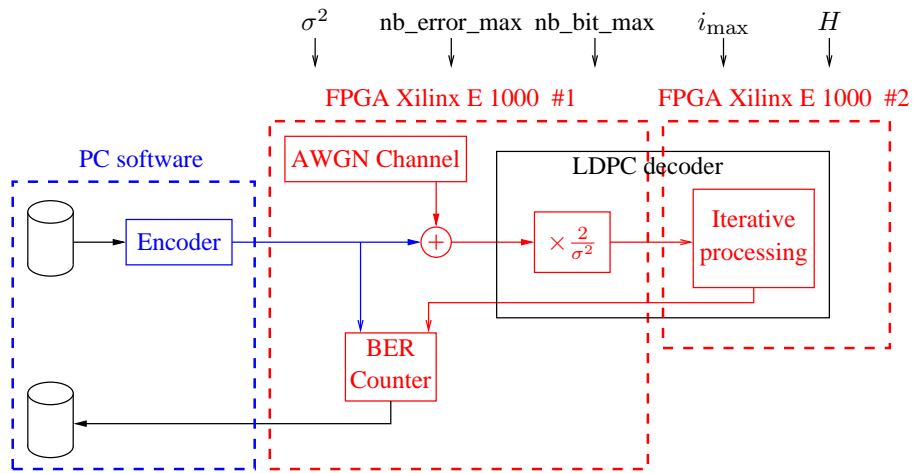 σ² nb_error_max nb_bit_max i_max H
FPGA Xilinx E 1000 #1
FPGA Xilinx E 1000 #2
PC software
AWGN Channel
LDPC decoder
Encoder
+
× 2/σ²
Iterative
processing
BER
Counter